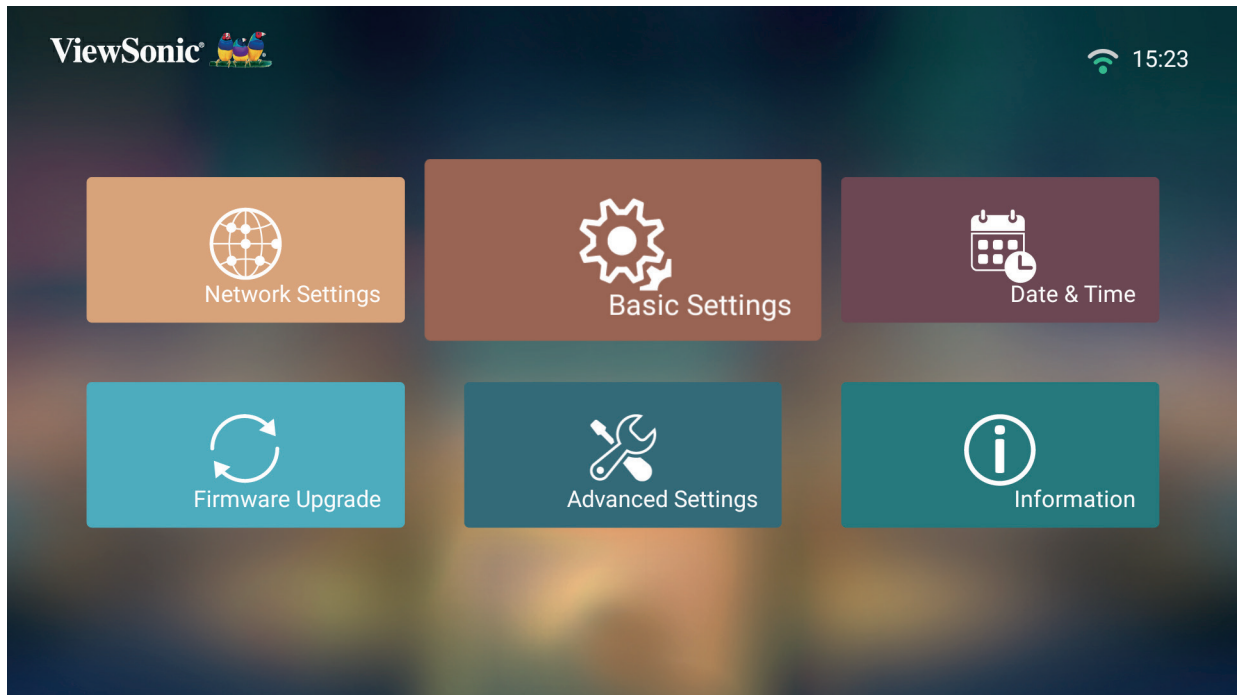 ViewSonic®
15:23
Network Settings
Basic Settings
Date & Time
Firmware Upgrade
Advanced Settings
Information